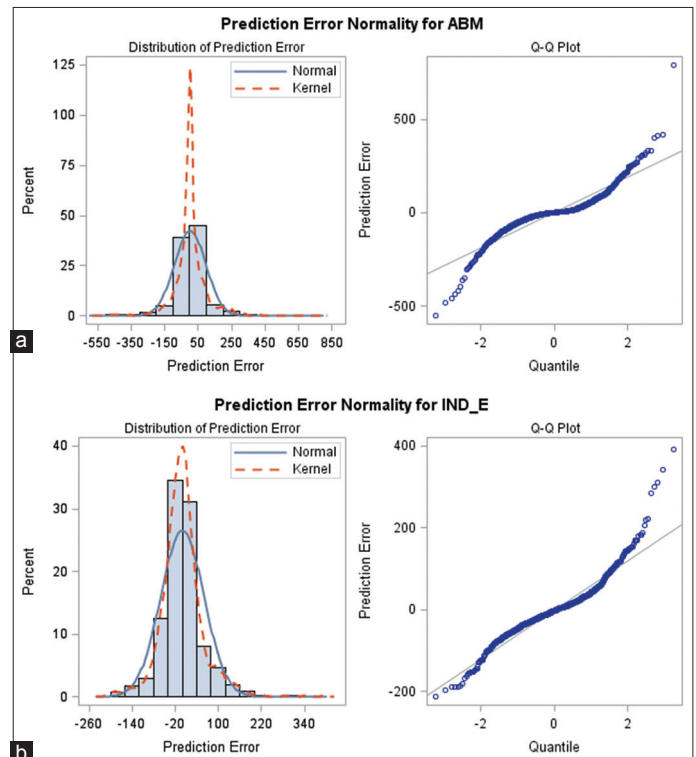 Prediction Error Normality for ABM
Distribution of Prediction Error
Q-Q Plot
Normal
Kernel
125
100
75
50
25
0
Percent
-550 -350 -150 50 250 450 650 850
Prediction Error
500
0
-500
Prediction Error
-2 0 2
Quantile
a
Prediction Error Normality for IND_E
Distribution of Prediction Error
Q-Q Plot
Normal
Kernel
40
30
20
10
0
Percent
-260 -140 -20 100 220 340
Prediction Error
400
200
0
-200
Prediction Error
-2 0 2
Quantile
b